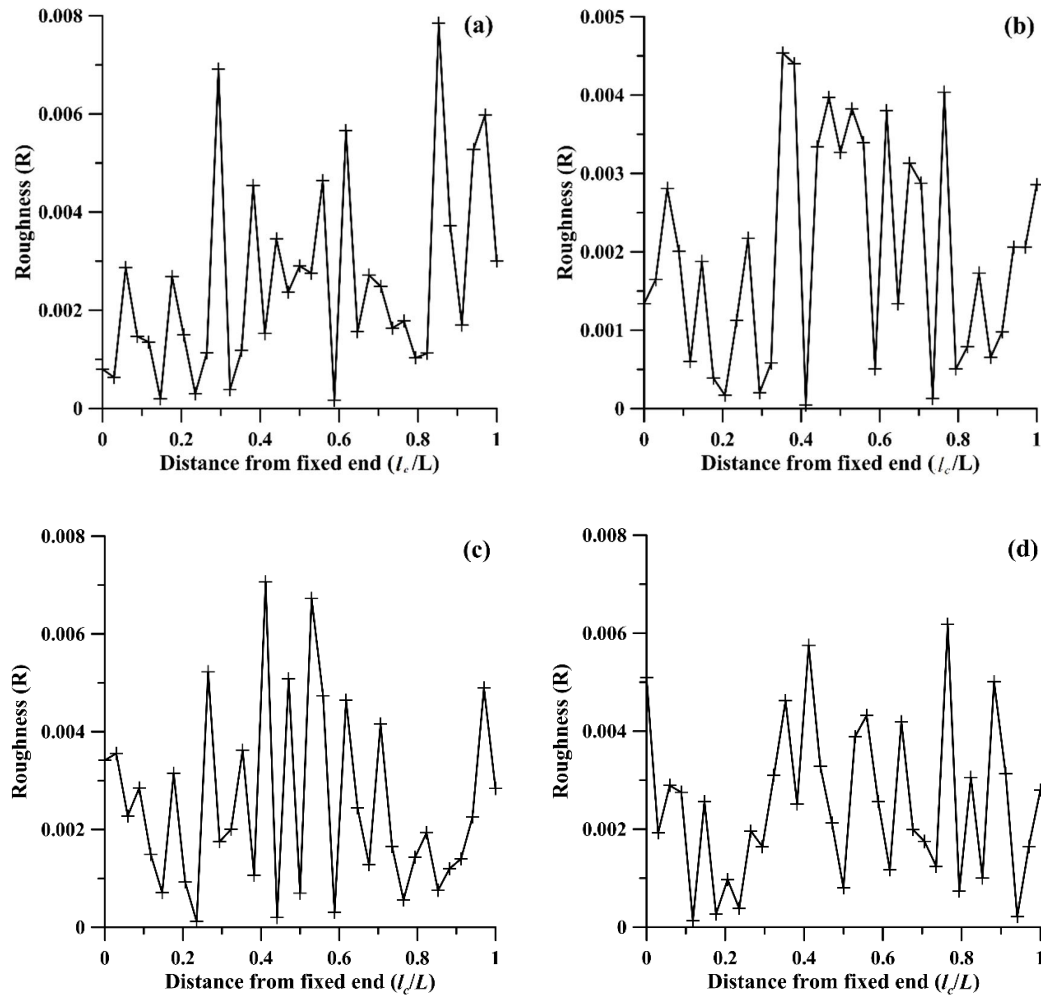 (a)
0.008
0.006
0.004
0.002
0
Roughness (R)
0 0.2 0.4 0.6 0.8 1
Distance from fixed end (l_c/L)
(b)
0.005
0.004
0.003
0.002
0.001
0
Roughness (R)
0 0.2 0.4 0.6 0.8 1
Distance from fixed end (l_c/L)
(c)
0.008
0.006
0.004
0.002
0
Roughness (R)
0 0.2 0.4 0.6 0.8 1
Distance from fixed end (l_c/L)
(d)
0.008
0.006
0.004
0.002
0
Roughness (R)
0 0.2 0.4 0.6 0.8 1
Distance from fixed end (l_c/L)